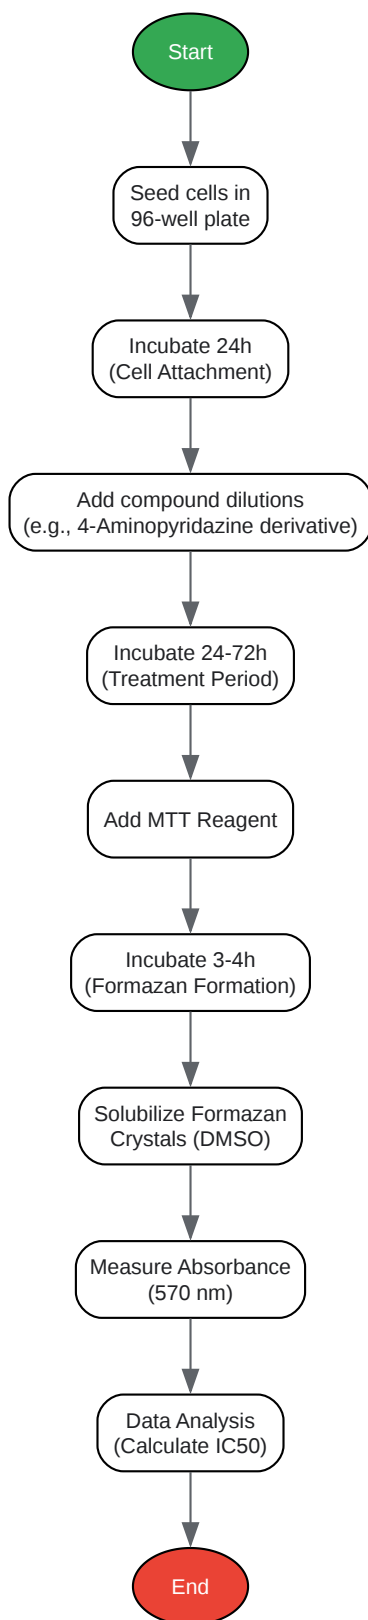 Start
Seed cells in
96-well plate
Incubate 24h
(Cell Attachment)
Add compound dilutions
(e.g., 4-Aminopyridazine derivative)
Incubate 24-72h
(Treatment Period)
Add MTT Reagent
Incubate 3-4h
(Formazan Formation)
Solubilize Formazan
Crystals (DMSO)
Measure Absorbance
(570 nm)
Data Analysis
(Calculate IC50)
End